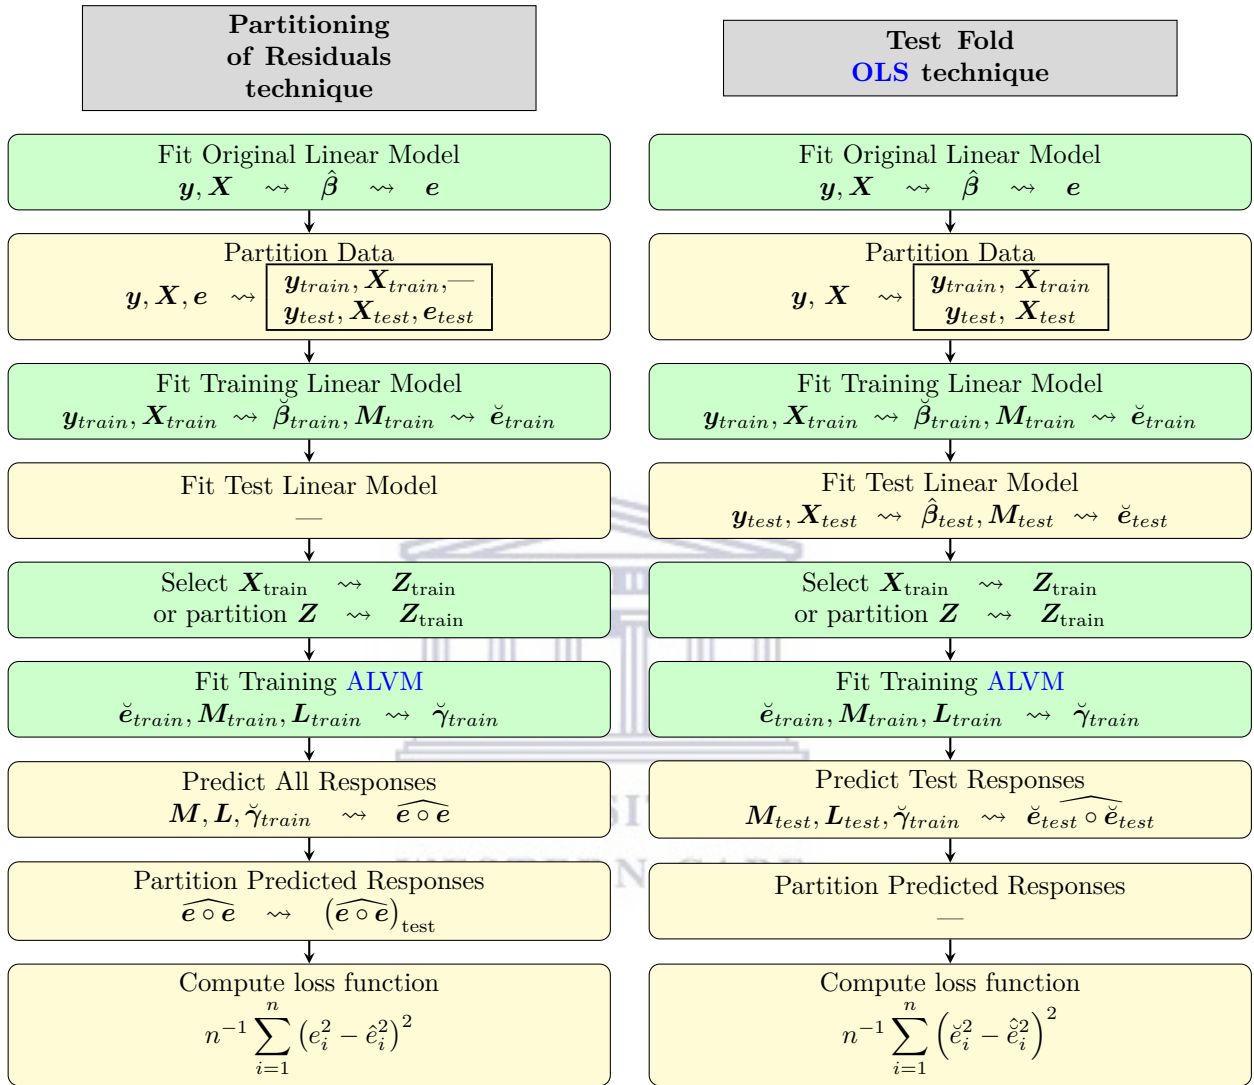 Partitioning
of Residuals
technique
Fit Original Linear Model
y, X ⇝ β̂ ⇝ e
Partition Data
y, X, e ⇝
y_train, X_train,—
y_test, X_test, e_test
Fit Training Linear Model
y_train, X_train ⇝ β̆_train, M_train ⇝ ĕ_train
Fit Test Linear Model
—
Select X_train ⇝ Z_train
or partition Z ⇝ Z_train
Fit Training ALVM
ĕ_train, M_train, L_train ⇝ γ̆_train
Predict All Responses
M, L, γ̆_train ⇝ \widehat{e ∘ e}
Partition Predicted Responses
\widehat{e ∘ e} ⇝ (\widehat{e ∘ e})_test
Compute loss function
n^{-1} ∑_{i=1}^{n} (e_i^2 − ê_i^2)^2
Test Fold
OLS technique
Fit Original Linear Model
y, X ⇝ β̂ ⇝ e
Partition Data
y, X ⇝
y_train, X_train
y_test, X_test
Fit Training Linear Model
y_train, X_train ⇝ β̆_train, M_train ⇝ ĕ_train
Fit Test Linear Model
y_test, X_test ⇝ β̂_test, M_test ⇝ ĕ_test
Select X_train ⇝ Z_train
or partition Z ⇝ Z_train
Fit Training ALVM
ĕ_train, M_train, L_train ⇝ γ̆_train
Predict Test Responses
M_test, L_test, γ̆_train ⇝ \widehat{ĕ_test ∘ ĕ_test}
Partition Predicted Responses
—
Compute loss function
n^{-1} ∑_{i=1}^{n} (ĕ_i^2 − \hat{ĕ}_i^2)^2